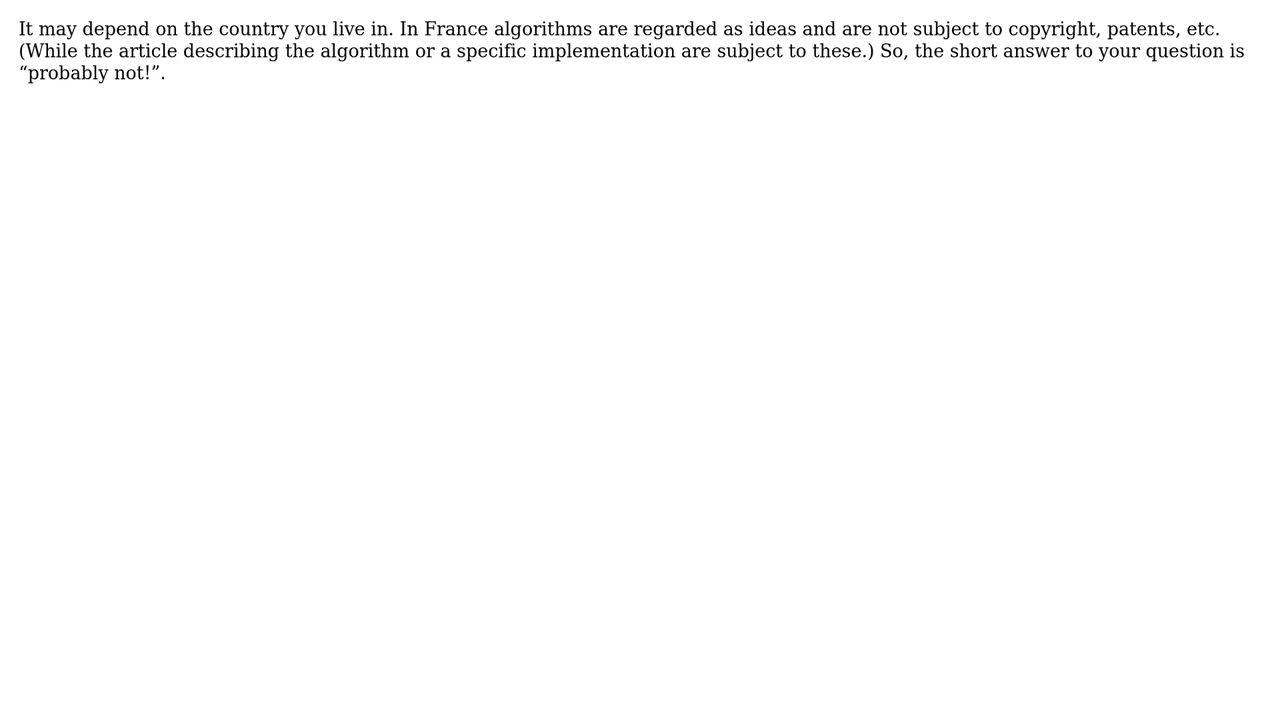 It may depend on the country you live in. In France algorithms are regarded as ideas and are not subject to copyright, patents, etc.
(While the article describing the algorithm or a specific implementation are subject to these.) So, the short answer to your question is
“probably not!”.